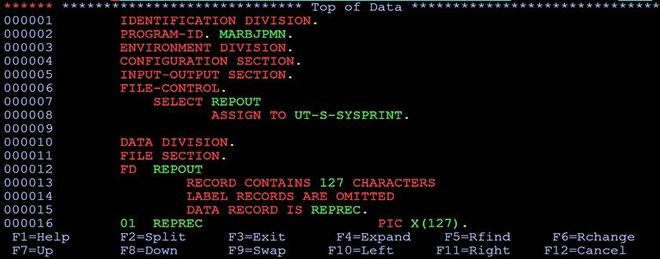 ****** ***************************** Top of Data ******************************
000001 IDENTIFICATION DIVISION.
000002 PROGRAM-ID. MARBJPMN.
000003 ENVIRONMENT DIVISION.
000004 CONFIGURATION SECTION.
000005 INPUT-OUTPUT SECTION.
000006 FILE-CONTROL.
000007 SELECT REPOUT
000008 ASSIGN TO UT-S-SYSPRINT.
000009
000010 DATA DIVISION.
000011 FILE SECTION.
000012 FD REPOUT
000013 RECORD CONTAINS 127 CHARACTERS
000014 LABEL RECORDS ARE OMITTED
000015 DATA RECORD IS REPREC.
000016 01 REPREC PIC X(127).
F1=Help F2=Split F3=Exit F4=Expand F5=Rfind F6=Rchange
F7=Up F8=Down F9=Swap F10=Left F11=Right F12=Cancel